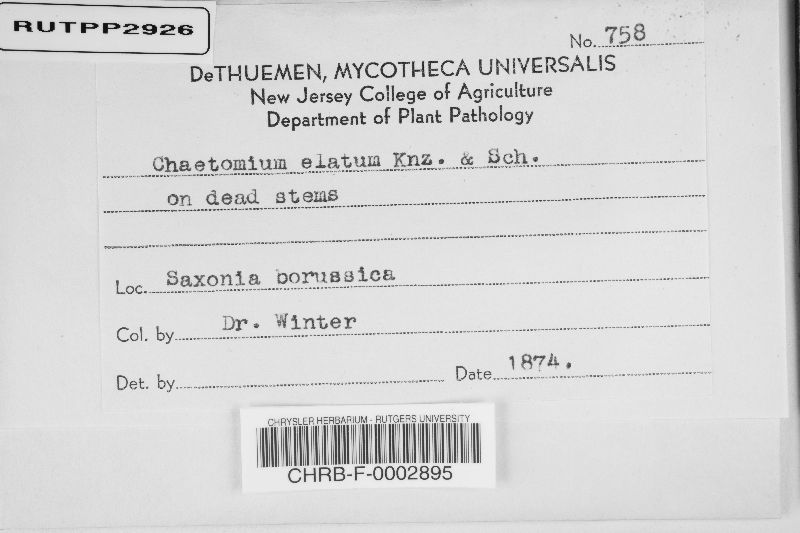 RUTPP2926
No. 758
DeTHUEMEN, MYCOTHECA UNIVERSALIS
New Jersey College of Agriculture
Department of Plant Pathology
Chaetomium elatum Knz. & Sch.
on dead stems
Loc. Saxonia borussica
Col. by Dr. Winter
Det. by
Date 1874.
CHRYSLER HERBARIUM - RUTGERS UNIVERSITY
CHRB-F-0002895